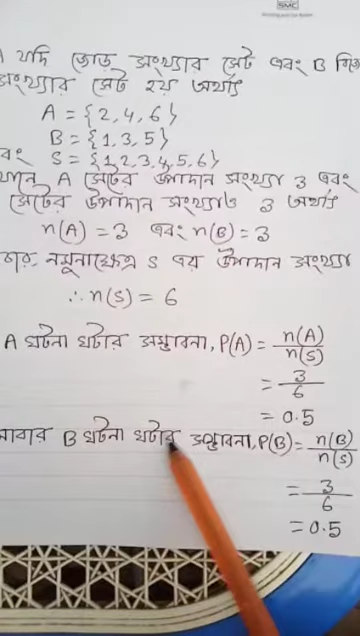 SMC
A যদি জোড় সংখ্যার সেট এবং B বি
সংখ্যার সেট হয় অর্থাৎ
A = {2, 4, 6}
B = {1, 3, 5}
এবং S = {1, 2, 3, 4, 5, 6}
A সেটের উপাদান সংখ্যা 3 এবং
সেটের উপাদান সংখ্যাও 3 অর্থাৎ
n(A) = 3 এবং n(B) = 3
নমুনাক্ষেত্র S এর উপাদান সংখ্যা
∴ n(S) = 6
A ঘটনা ঘটার সম্ভাবনা, P(A) = n(A)/n(S)
= 3/6
= 0.5
আবার B ঘটনা ঘটার সম্ভাবনা, P(B) = n(B)/n(S)
= 3/6
= 0.5